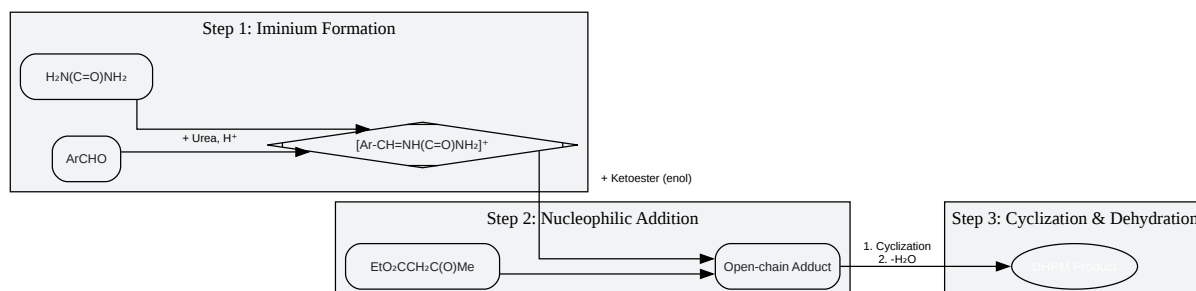 Step 1: Iminium Formation
H₂N(C=O)NH₂
+ Urea, H⁺
ArCHO
[Ar-CH=NH(C=O)NH₂]⁺
+ Ketoester (enol)
Step 2: Nucleophilic Addition
EtO₂CCH₂C(O)Me
Open-chain Adduct
1. Cyclization
2. -H₂O
Step 3: Cyclization & Dehydration
DHPM Product